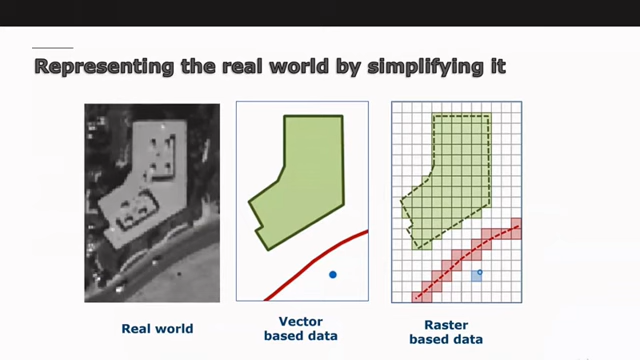 Representing the real world by simplifying it
Real world
Vector
based data
Raster
based data